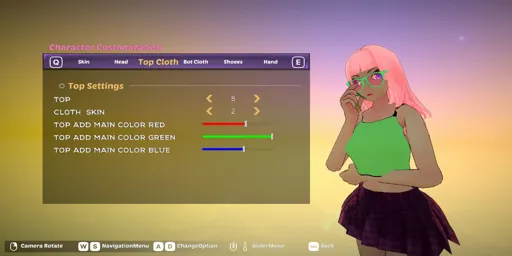 Character Customization
Q Skin Head Top Cloth Bot Cloth Shoes Hand E
Top Settings
TOP < 8 >
CLOTH SKIN < 2 >
TOP ADD MAIN COLOR RED
TOP ADD MAIN COLOR GREEN
TOP ADD MAIN COLOR BLUE
Camera Rotate W S NavigationMenu A D ChangeOption SliderMove Back